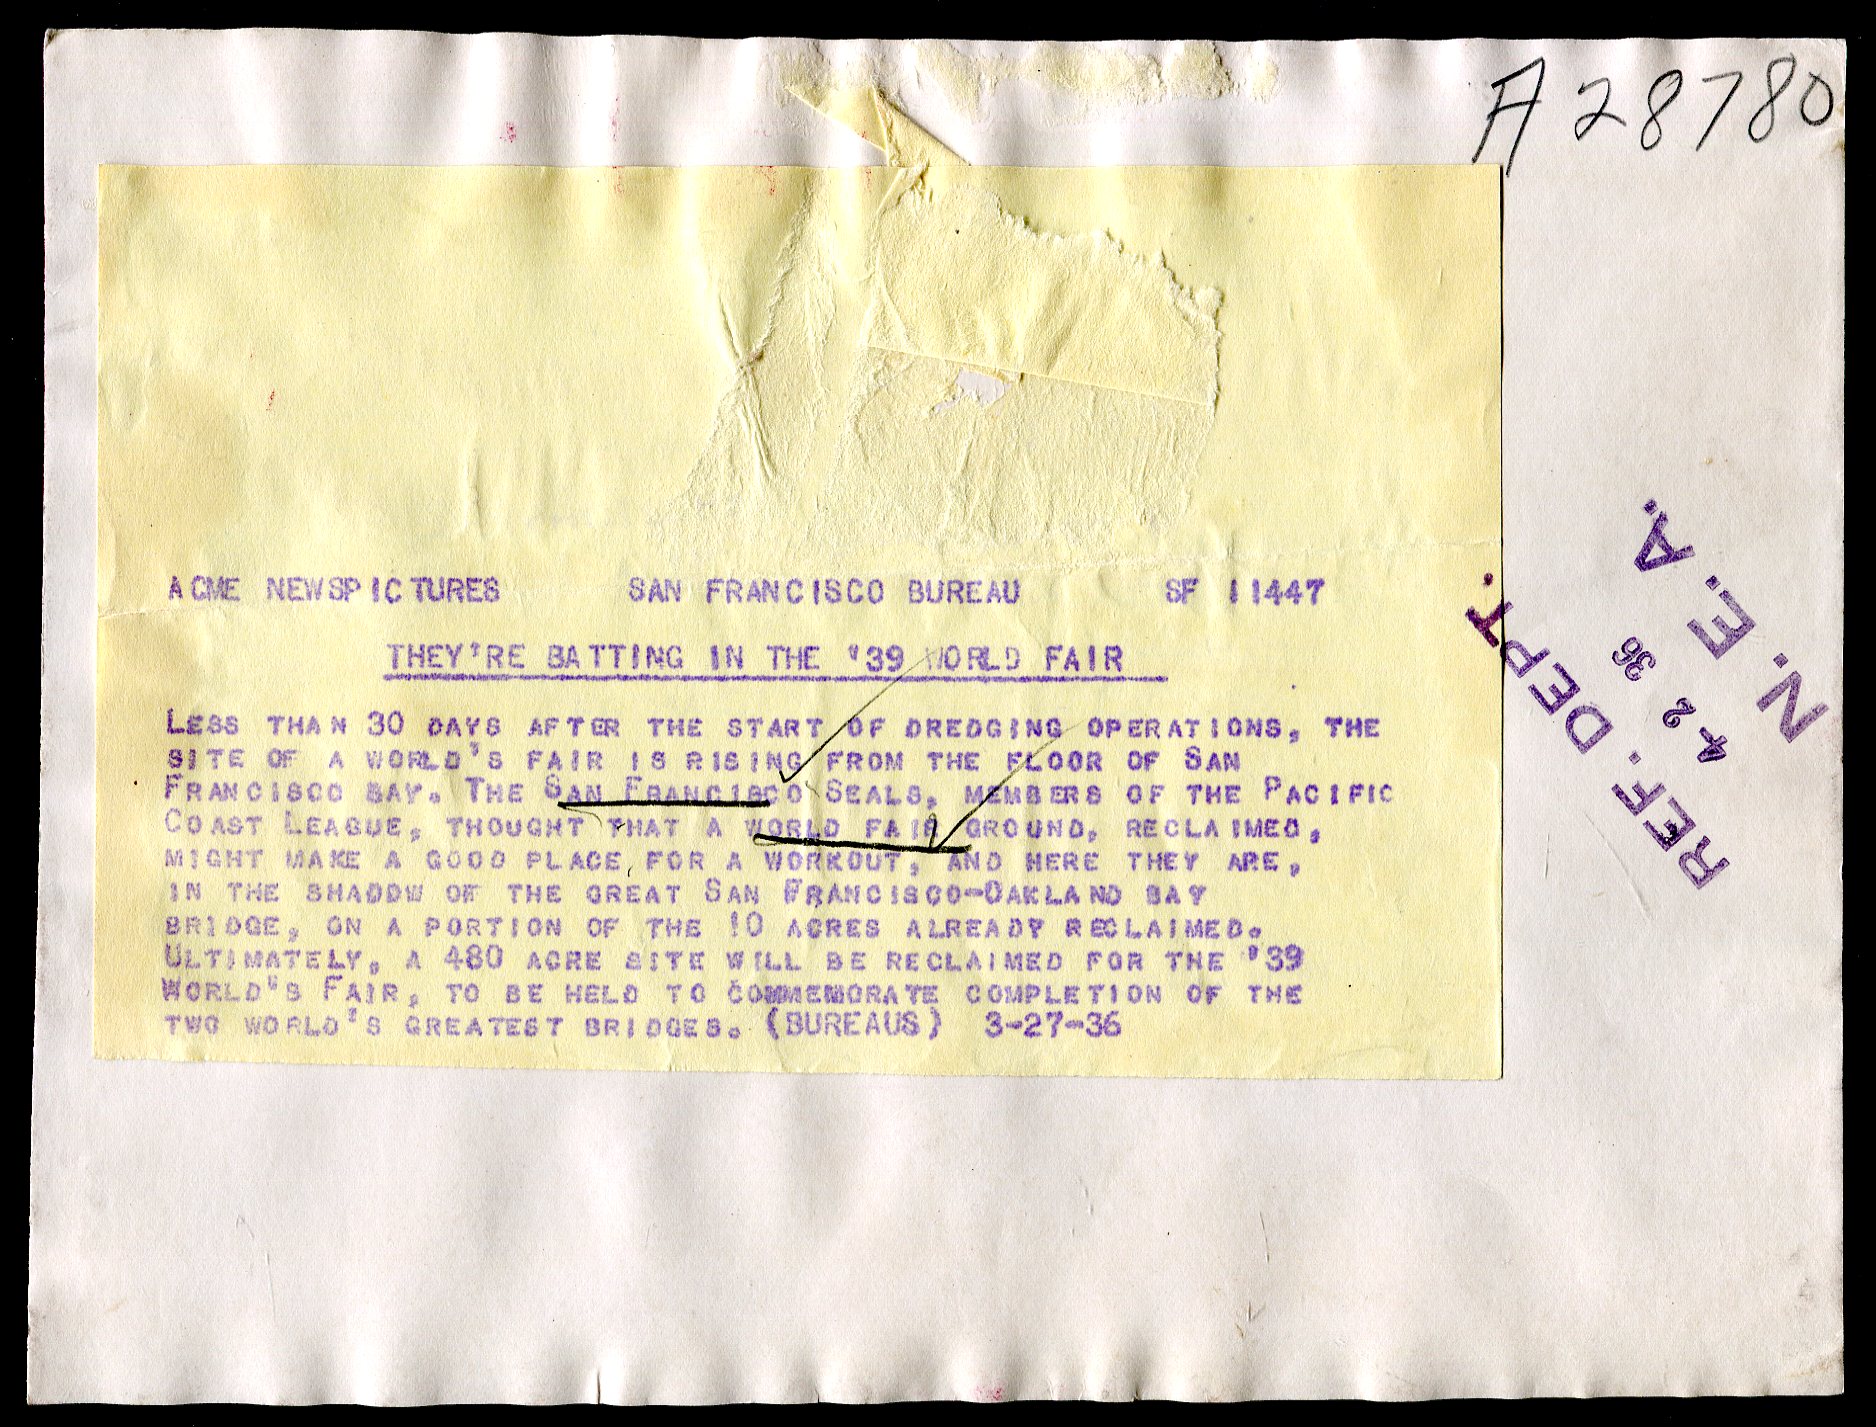 A28780
ACME NEWSPICTURES SAN FRANCISCO BUREAU SF 11447
THEY'RE BATTING IN THE '39 WORLD FAIR
LESS THAN 30 DAYS AFTER THE START OF DREDGING OPERATIONS, THE
SITE OF A WORLD'S FAIR IS RISING FROM THE FLOOR OF SAN
FRANCISCO BAY. THE SAN FRANCISCO SEALS, MEMBERS OF THE PACIFIC
COAST LEAGUE, THOUGHT THAT A WORLD FAIR GROUND, RECLAIMED,
MIGHT MAKE A GOOD PLACE FOR A WORKOUT, AND HERE THEY ARE,
IN THE SHADOW OF THE GREAT SAN FRANCISCO-OAKLAND BAY
BRIDGE, ON A PORTION OF THE 10 ACRES ALREADY RECLAIMED.
ULTIMATELY, A 480 ACRE SITE WILL BE RECLAIMED FOR THE '39
WORLD'S FAIR, TO BE HELD TO COMMEMORATE COMPLETION OF THE
TWO WORLD'S GREATEST BRIDGES. (BUREAUS) 3-27-36
REF. DEPT.
4 2 36
N. E. A.